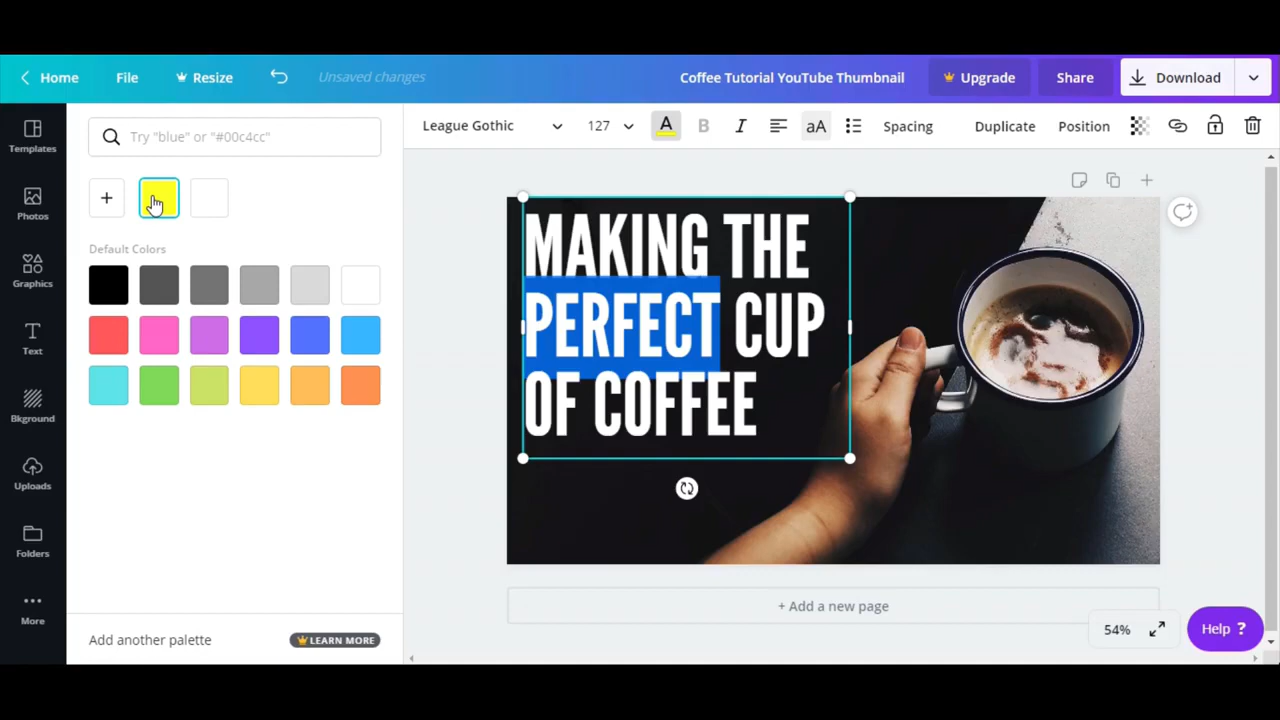 Home File Resize Unsaved changes Coffee Tutorial YouTube Thumbnail Upgrade Share Download
Templates
Photos
Graphics
Text
Bkground
Uploads
Folders
More
Try "blue" or "#00c4cc"
+
Default Colors
Add another palette LEARN MORE
League Gothic 127 A B I aA Spacing Duplicate Position
MAKING THE
PERFECT CUP
OF COFFEE
+ Add a new page
54% Help ?